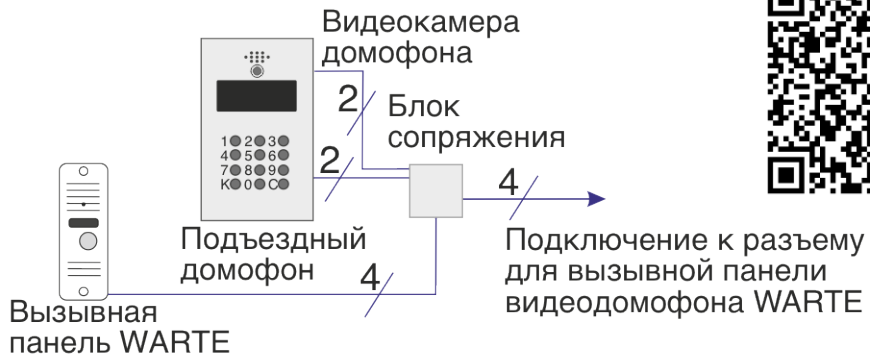 Видеокамера
домофона
2
Блок
сопряжения
1 2 3
4 5 6
7 8 9
К 0 С
2
4
Подъездный
домофон
4
Подключение к разъему
для вызывной панели
видеодомофона WARTE
Вызывная
панель WARTE